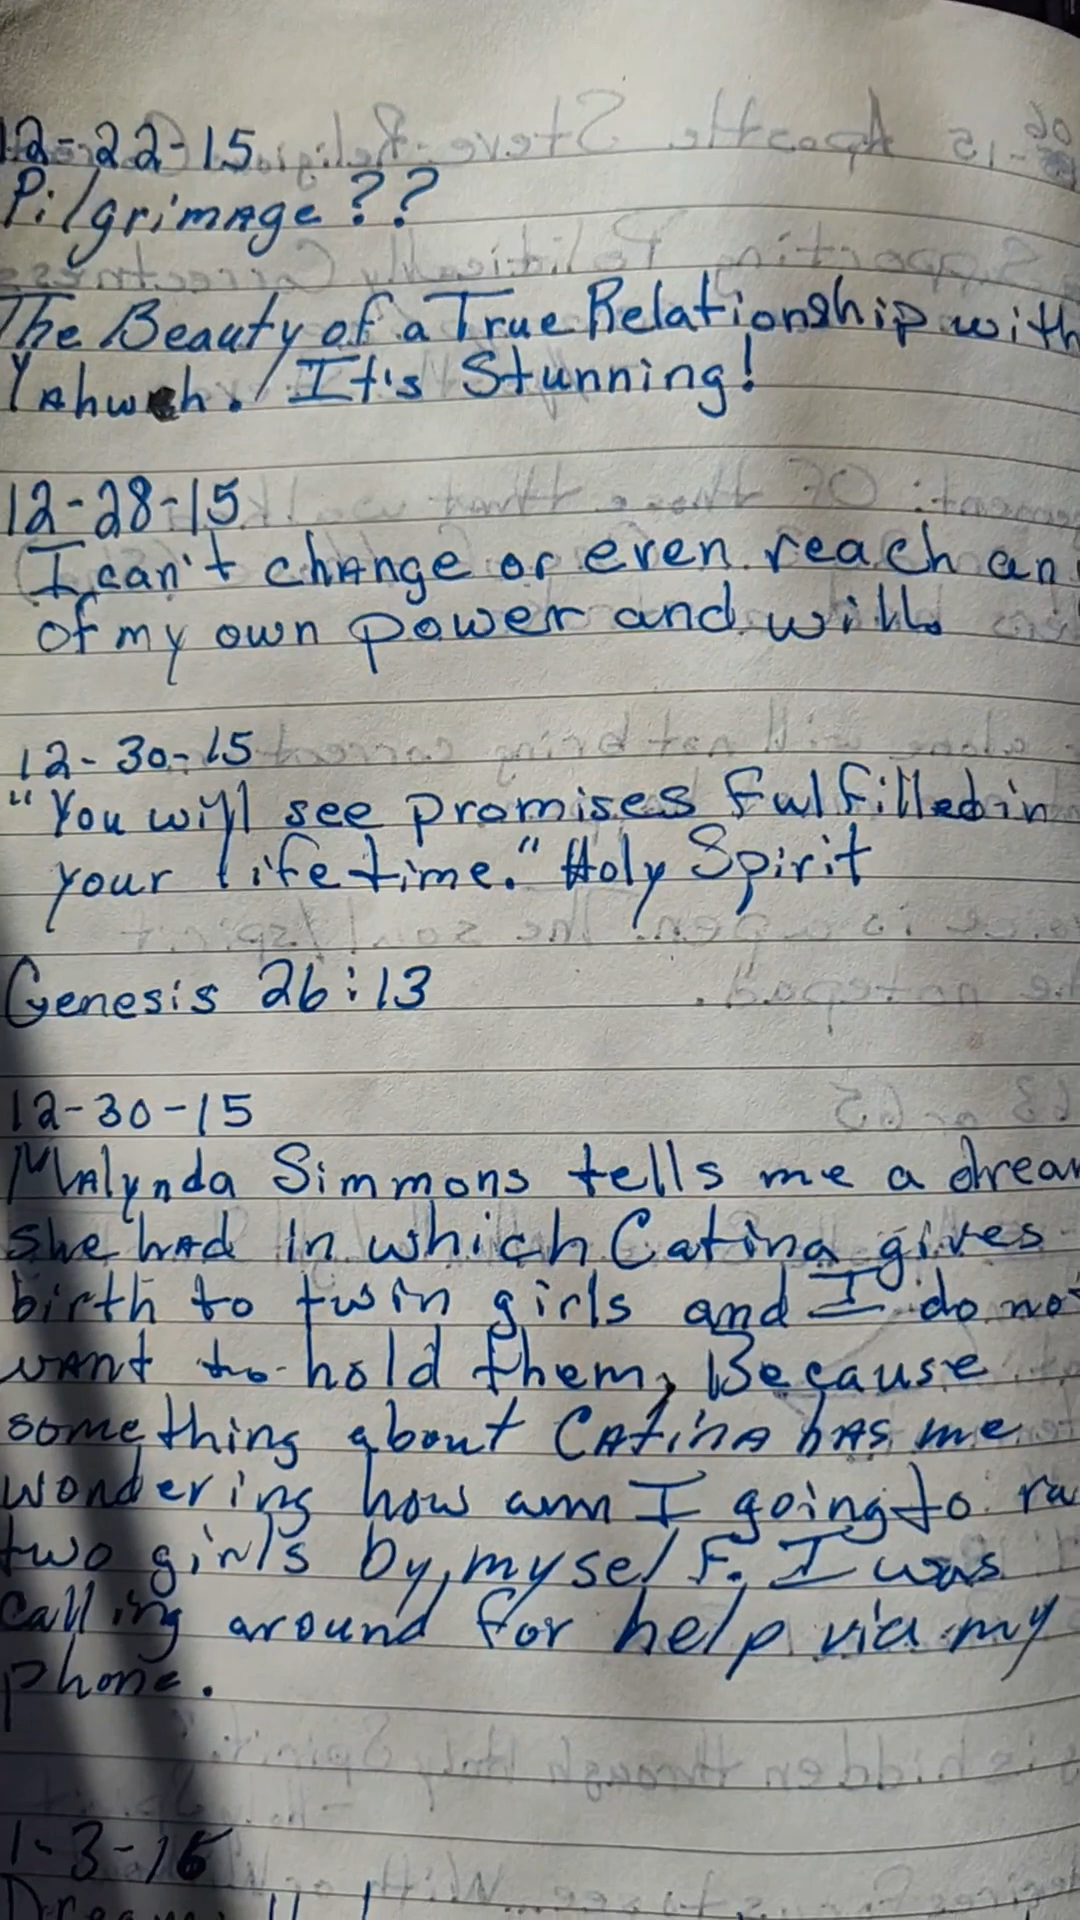 12-22-15
Pilgrimage??
The Beauty of a True Relationship with
Yahweh. It's Stunning!
12-28-15
I can't change or even reach an
of my own power and will.
12-30-15
"You will see promises fulfilled in
your lifetime." Holy Spirit
Genesis 26:13
12-30-15
Malynda Simmons tells me a drea
she had in which Catina gives
birth to twin girls and I do not
want to hold them, Because
something about Catina has me
wondering how am I going to ra
two girls by myself. I was
calling around for help via my
phone.
1-3-16